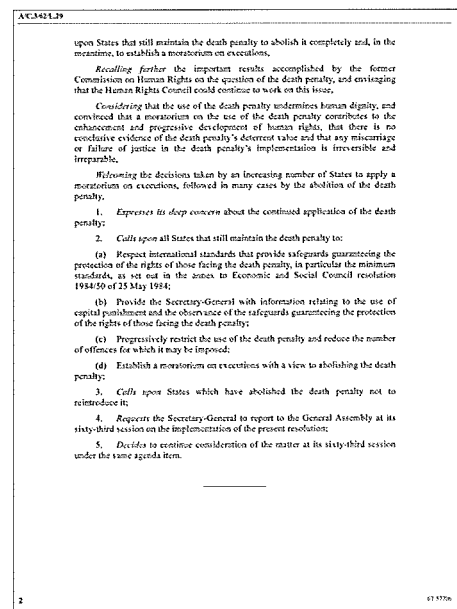 A/C.3/62/L.29
upon States that still maintain the death penalty to abolish it completely and, in the
meantime, to establish a moratorium on executions,
Recalling further the important results accomplished by the former
Commission on Human Rights on the question of the death penalty, and envisaging
that the Human Rights Council could continue to work on this issue,
Considering that the use of the death penalty undermines human dignity, and
convinced that a moratorium on the use of the death penalty contributes to the
enhancement and progressive development of human rights, that there is no
conclusive evidence of the death penalty's deterrent value and that any miscarriage
or failure of justice in the death penalty's implementation is irreversible and
irreparable,
Welcoming the decisions taken by an increasing number of States to apply a
moratorium on executions, followed in many cases by the abolition of the death
penalty,
1. Expresses its deep concern about the continued application of the death
penalty;
2. Calls upon all States that still maintain the death penalty to:
(a) Respect international standards that provide safeguards guaranteeing the
protection of the rights of those facing the death penalty, in particular the minimum
standards, as set out in the annex to Economic and Social Council resolution
1984/50 of 25 May 1984;
(b) Provide the Secretary-General with information relating to the use of
capital punishment and the observance of the safeguards guaranteeing the protection
of the rights of those facing the death penalty;
(c) Progressively restrict the use of the death penalty and reduce the number
of offences for which it may be imposed;
(d) Establish a moratorium on executions with a view to abolishing the death
penalty;
3. Calls upon States which have abolished the death penalty not to
reintroduce it;
4. Requests the Secretary-General to report to the General Assembly at its
sixty-third session on the implementation of the present resolution;
5. Decides to continue consideration of the matter at its sixty-third session
under the same agenda item.
2